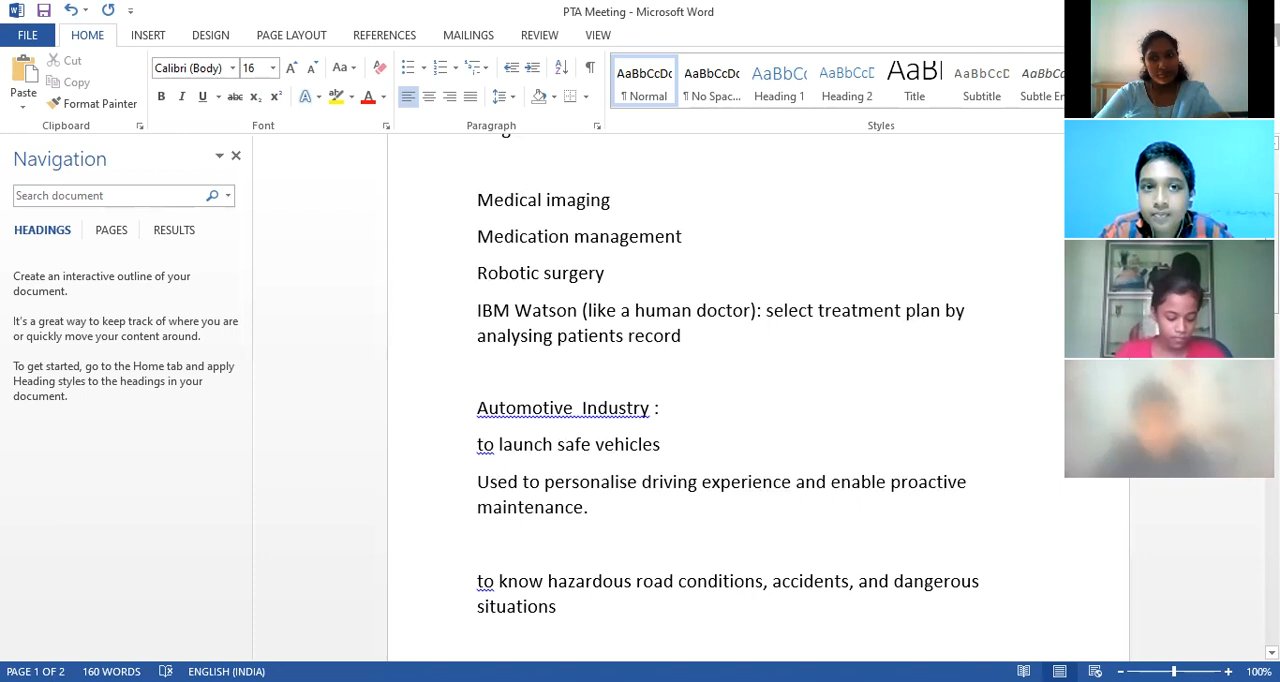 PTA Meeting - Microsoft Word
FILE HOME INSERT DESIGN PAGE LAYOUT REFERENCES MAILINGS REVIEW VIEW
Cut
Copy
Format Painter
Paste
Clipboard
Calibri (Body) 16
Aa
B I U abc x₂ x² A ab A
Font
Paragraph
AaBbCcDc AaBbCcDc AaBbCc AaBbCcD AaBl AaBbCcD AaBbCc
¶ Normal ¶ No Spac... Heading 1 Heading 2 Title Subtitle Subtle Em
Styles
Navigation
Search document
HEADINGS PAGES RESULTS
Create an interactive outline of your
document.
It's a great way to keep track of where you are
or quickly move your content around.
To get started, go to the Home tab and apply
Heading styles to the headings in your
document.
Medical imaging
Medication management
Robotic surgery
IBM Watson (like a human doctor): select treatment plan by
analysing patients record
Automotive  Industry :
to launch safe vehicles
Used to personalise driving experience and enable proactive
maintenance.
to know hazardous road conditions, accidents, and dangerous
situations
PAGE 1 OF 2 160 WORDS ENGLISH (INDIA) 100%